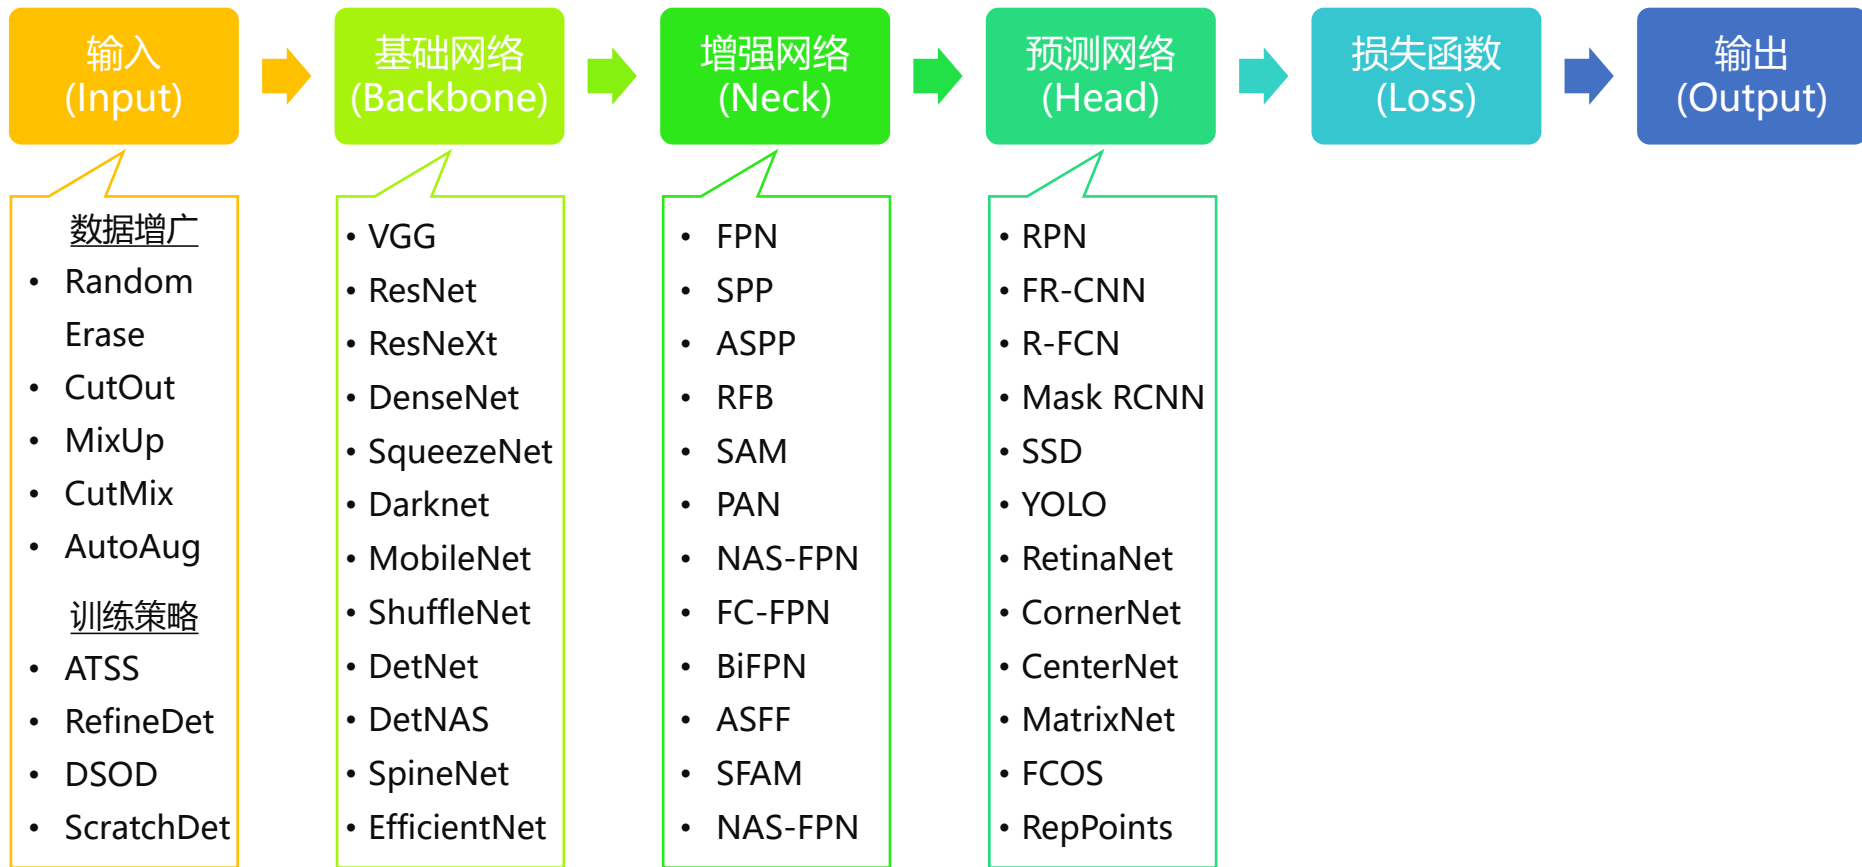 输入
(Input)
基础网络
(Backbone)
增强网络
(Neck)
预测网络
(Head)
损失函数
(Loss)
输出
(Output)
数据增广
• Random
Erase
• CutOut
• MixUp
• CutMix
• AutoAug
训练策略
• ATSS
• RefineDet
• DSOD
• ScratchDet
• VGG
• ResNet
• ResNeXt
• DenseNet
• SqueezeNet
• Darknet
• MobileNet
• ShuffleNet
• DetNet
• DetNAS
• SpineNet
• EfficientNet
• FPN
• SPP
• ASPP
• RFB
• SAM
• PAN
• NAS-FPN
• FC-FPN
• BiFPN
• ASFF
• SFAM
• NAS-FPN
• RPN
• FR-CNN
• R-FCN
• Mask RCNN
• SSD
• YOLO
• RetinaNet
• CornerNet
• CenterNet
• MatrixNet
• FCOS
• RepPoints